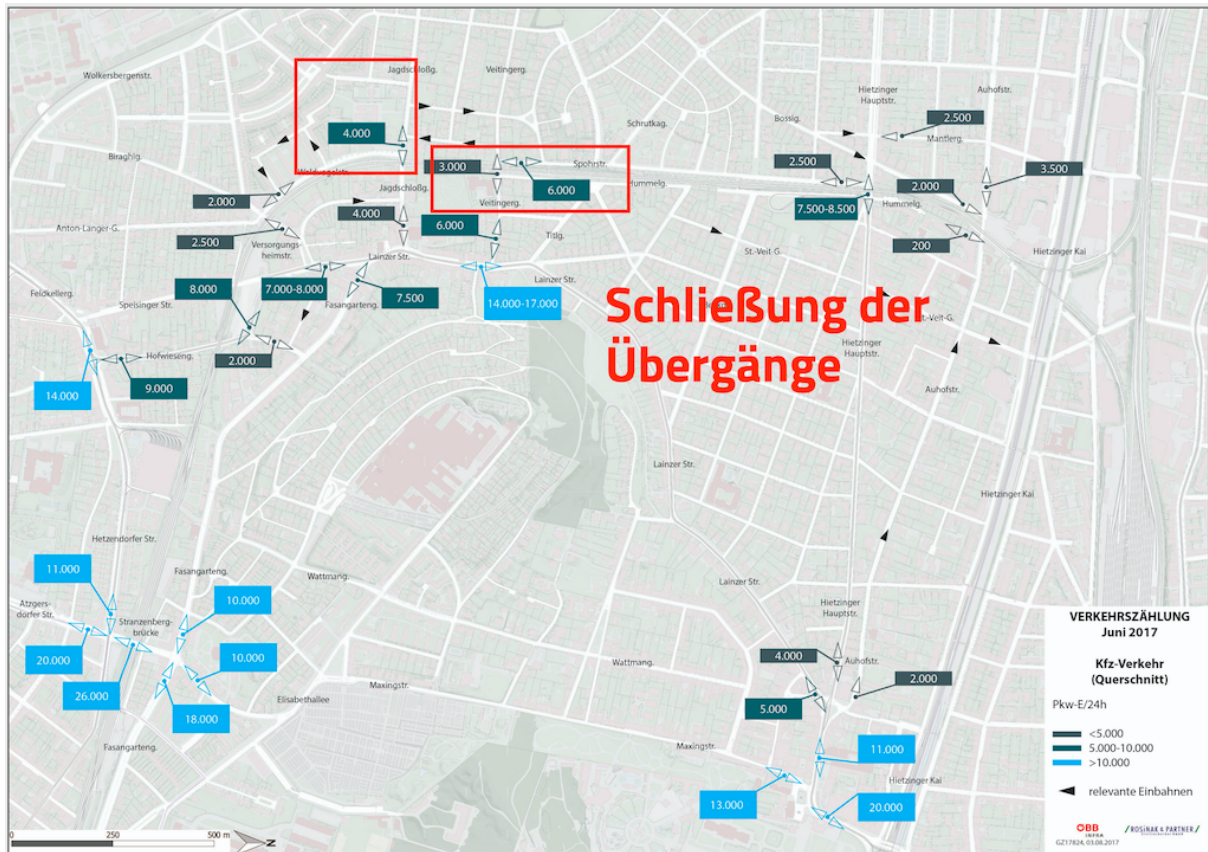 Wolkersbergenstr.
Jagdschloßg.
Veitingerg.
Hietzinger
Hauptstr.
Auhofstr.
4.000
Schrutkag.
Bossig.
2.500
Mantlerg.
Biraghig.
3.000
Spohrstr.
2.500
3.500
Jagdschloßg.
6.000
Hummelg.
2.000
2.000
Veitingerg.
7.500-8.500
Hummelg.
4.000
6.000
Anton-Langer-G.
2.500
Versorgungs-
heimstr.
Lainzer Str.
Titlg.
St.-Veit-G.
200
Hietzinger Kai
Feldkellerg.
8.000
7.000-8.000
7.500
Lainzer Str.
14.000-17.000
Speisinger Str.
Fasangarteng.
Schließung der
Übergänge
St.-Veit-G.
Hofwieseng.
2.000
Hietzinger
Hauptstr.
14.000
9.000
Auhofstr.
Lainzer Str.
Hietzinger Kai
Hetzendorfer Str.
11.000
Fasangarteng.
Wattmang.
Lainzer Str.
Atzgers-
dorfer Str.
Stranzenberg-
brücke
10.000
Hietzinger
Hauptstr.
20.000
10.000
4.000
Auhofstr.
Wattmang.
26.000
18.000
Elisabethallee
Maxingstr.
5.000
2.000
Fasangarteng.
Maxingstr.
11.000
13.000
Hietzinger Kai
20.000
VERKEHRSZÄHLUNG
Juni 2017
Kfz-Verkehr
(Querschnitt)
Pkw-E/24h
<5.000
5.000-10.000
>10.000
relevante Einbahnen
0 250 500 m
N
ÖBB
INFRA
ROSINAK & PARTNER
GZ17824, 03.08.2017